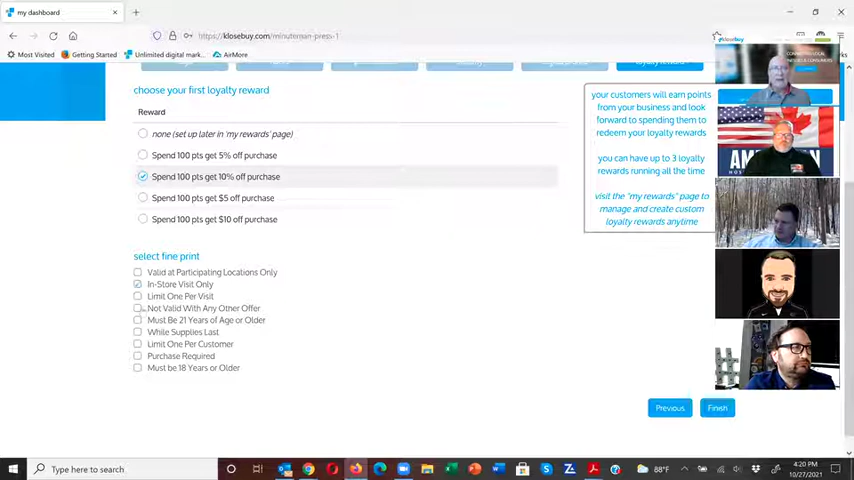 my dashboard
https://klosebuy.com/minuteman-press-1
Most Visited
Getting Started
Unlimited digital mark...
AirMore
klosebuy
choose your first loyalty reward
Reward
none (set up later in 'my rewards' page)
Spend 100 pts get 5% off purchase
Spend 100 pts get 10% off purchase
Spend 100 pts get $5 off purchase
Spend 100 pts get $10 off purchase
select fine print
Valid at Participating Locations Only
In-Store Visit Only
Limit One Per Visit
Not Valid With Any Other Offer
Must Be 21 Years of Age or Older
While Supplies Last
Limit One Per Customer
Purchase Required
Must be 18 Years or Older
your customers will earn points
from your business and look
forward to spending them to
redeem your loyalty rewards
you can have up to 3 loyalty
rewards running all the time
visit the "my rewards" page to
manage and create custom
loyalty rewards anytime
Previous
Finish
Type here to search
88°F
4:20 PM
10/27/2021